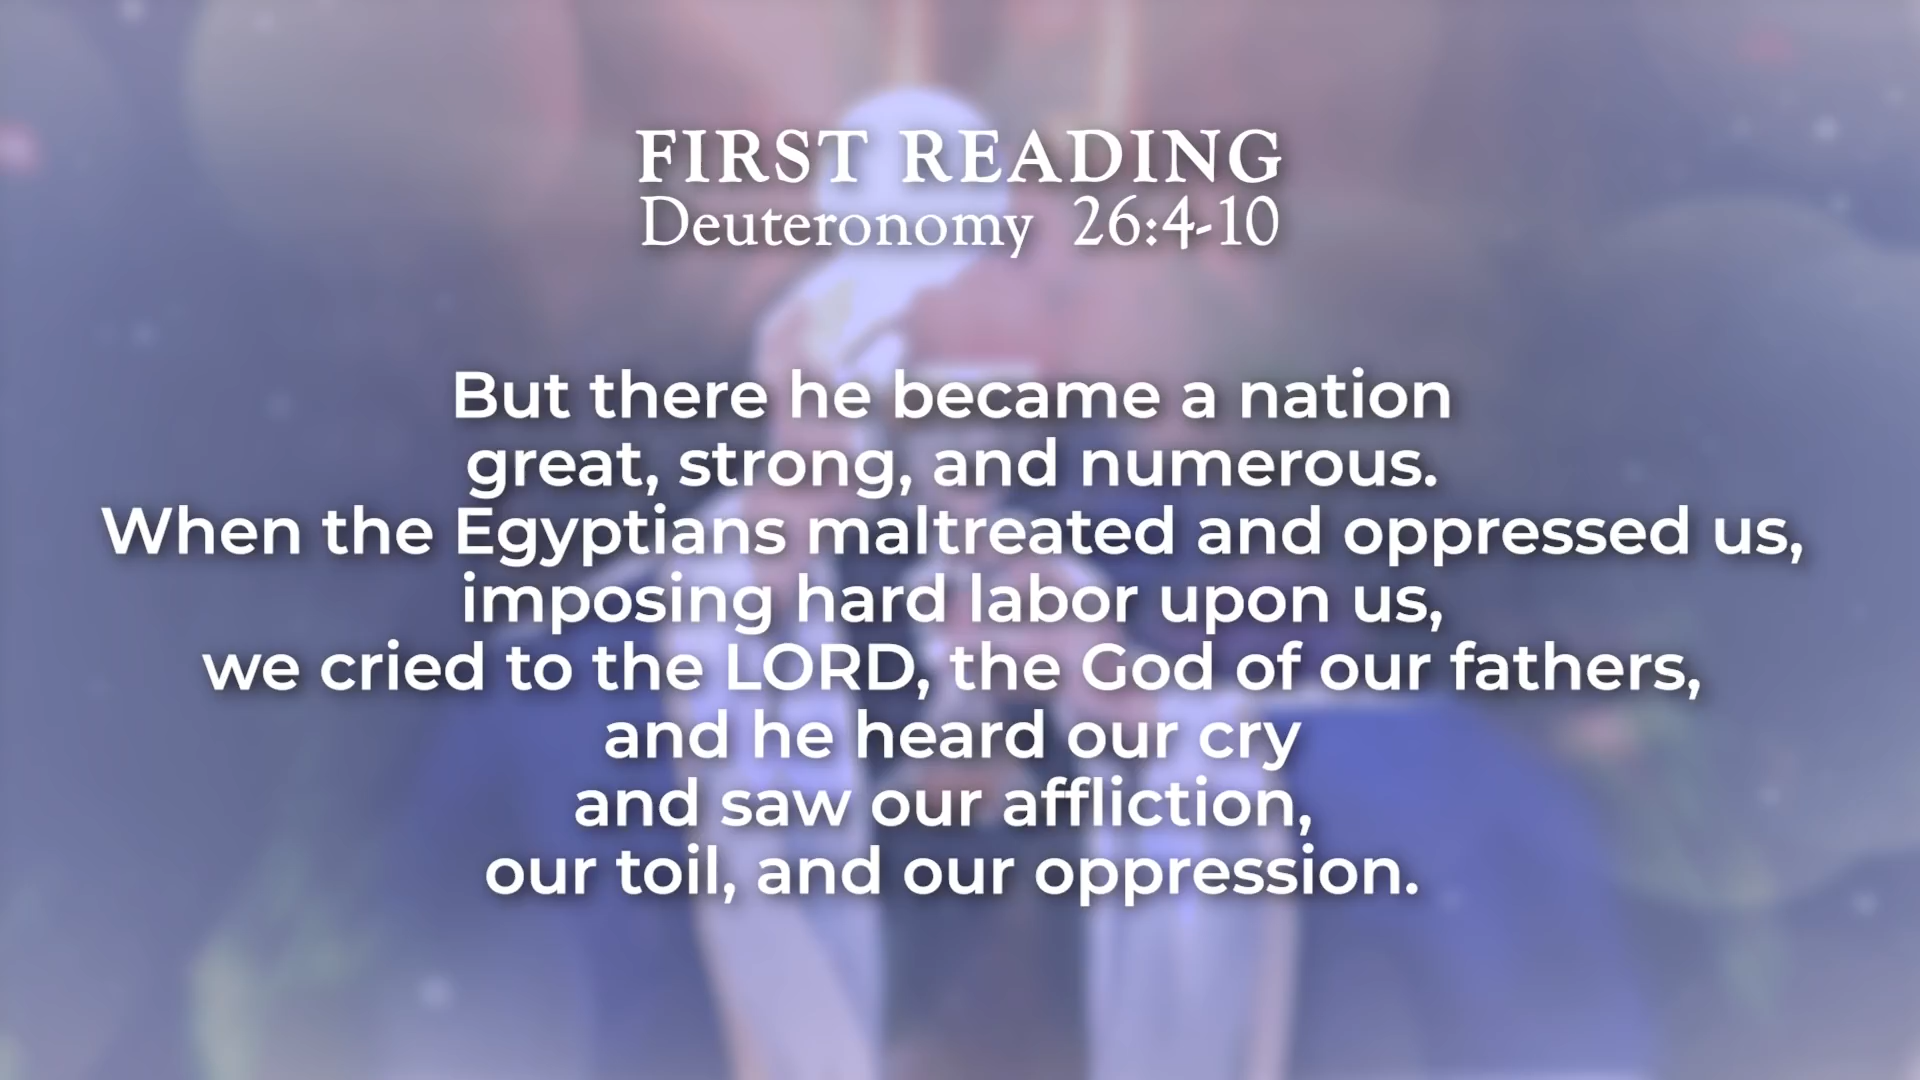 FIRST READING
Deuteronomy 26:4-10
But there he became a nation
great, strong, and numerous.
When the Egyptians maltreated and oppressed us,
imposing hard labor upon us,
we cried to the LORD, the God of our fathers,
and he heard our cry
and saw our affliction,
our toil, and our oppression.